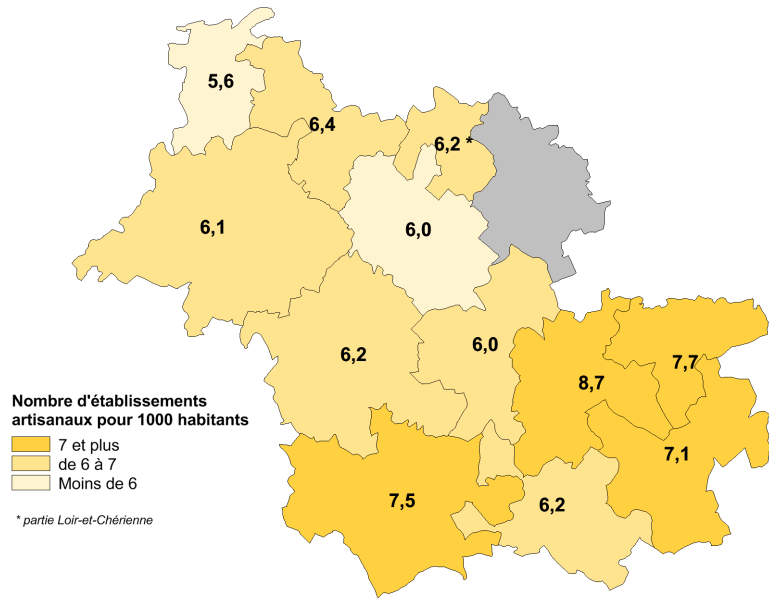 5,6
6,4
6,2 *
6,1
6,0
6,2
6,0
7,7
8,7
7,1
7,5
6,2
Nombre d'établissements
artisanaux pour 1000 habitants
7 et plus
de 6 à 7
Moins de 6
* partie Loir-et-Chérienne